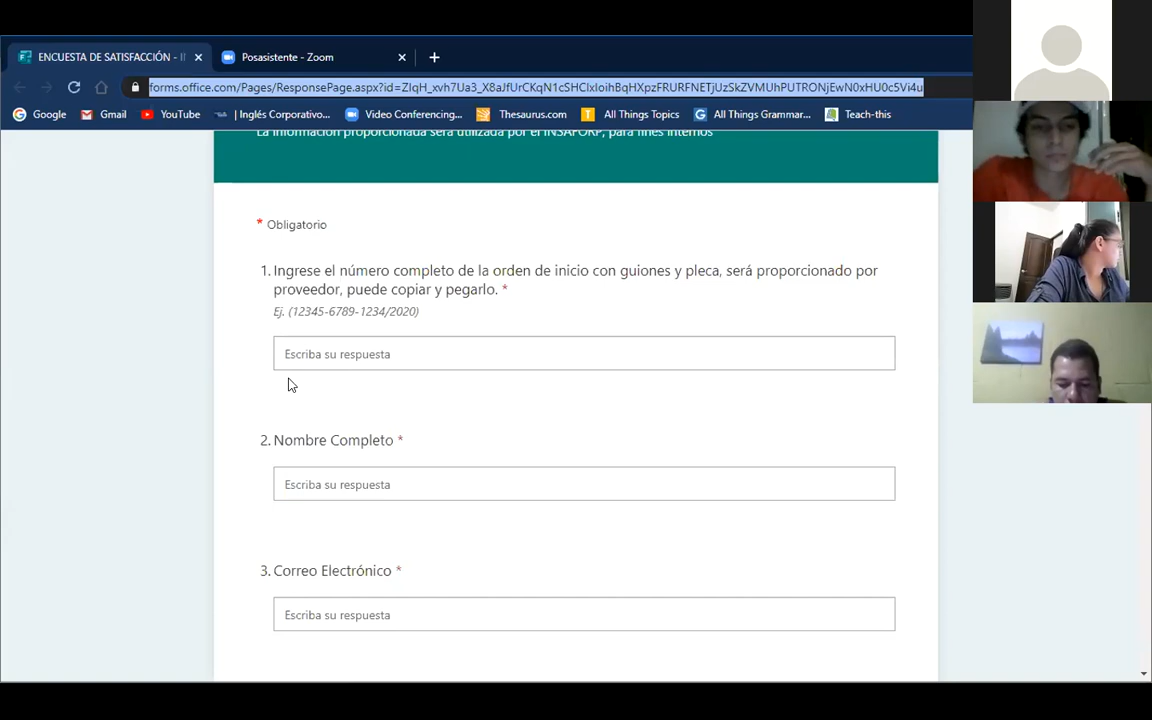 ENCUESTA DE SATISFACCIÓN - II
Posasistente - Zoom
forms.office.com/Pages/ResponsePage.aspx?id=ZIqH_xvh7Ua3_X8aJfUrCKqN1cSHClxIoihBqHXpzFRURFNETjUzSkZVMUhPUTRONjEwN0xHU0c5Vi4u
Google Gmail YouTube Inglés Corporativo... Video Conferencing,... Thesaurus.com All Things Topics All Things Grammar... Teach-this
La información proporcionada será utilizada por el INSAFORP, para fines internos
* Obligatorio
1. Ingrese el número completo de la orden de inicio con guiones y pleca, será proporcionado por
proveedor, puede copiar y pegarlo. *
Ej. (12345-6789-1234/2020)
Escriba su respuesta
2. Nombre Completo *
Escriba su respuesta
3. Correo Electrónico *
Escriba su respuesta